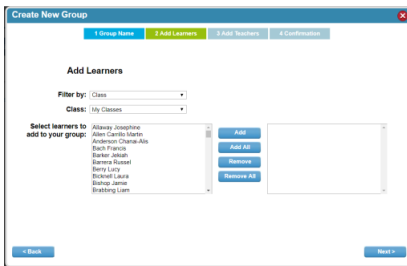 Create New Group
1 Group Name
2 Add Learners
3 Add Teachers
4 Confirmation
Add Learners
Filter by: Class
Class: My Classes
Select learners to
add to your group:
Attaway Josephine
Allen Carrillo Martin
Anderson Chanai-Alis
Bach Francis
Barker Jekiah
Barrera Russel
Berry Lucy
Bicknell Laura
Bishop Jamie
Brabbing Liam
Add
Add All
Remove
Remove All
< Back
Next >